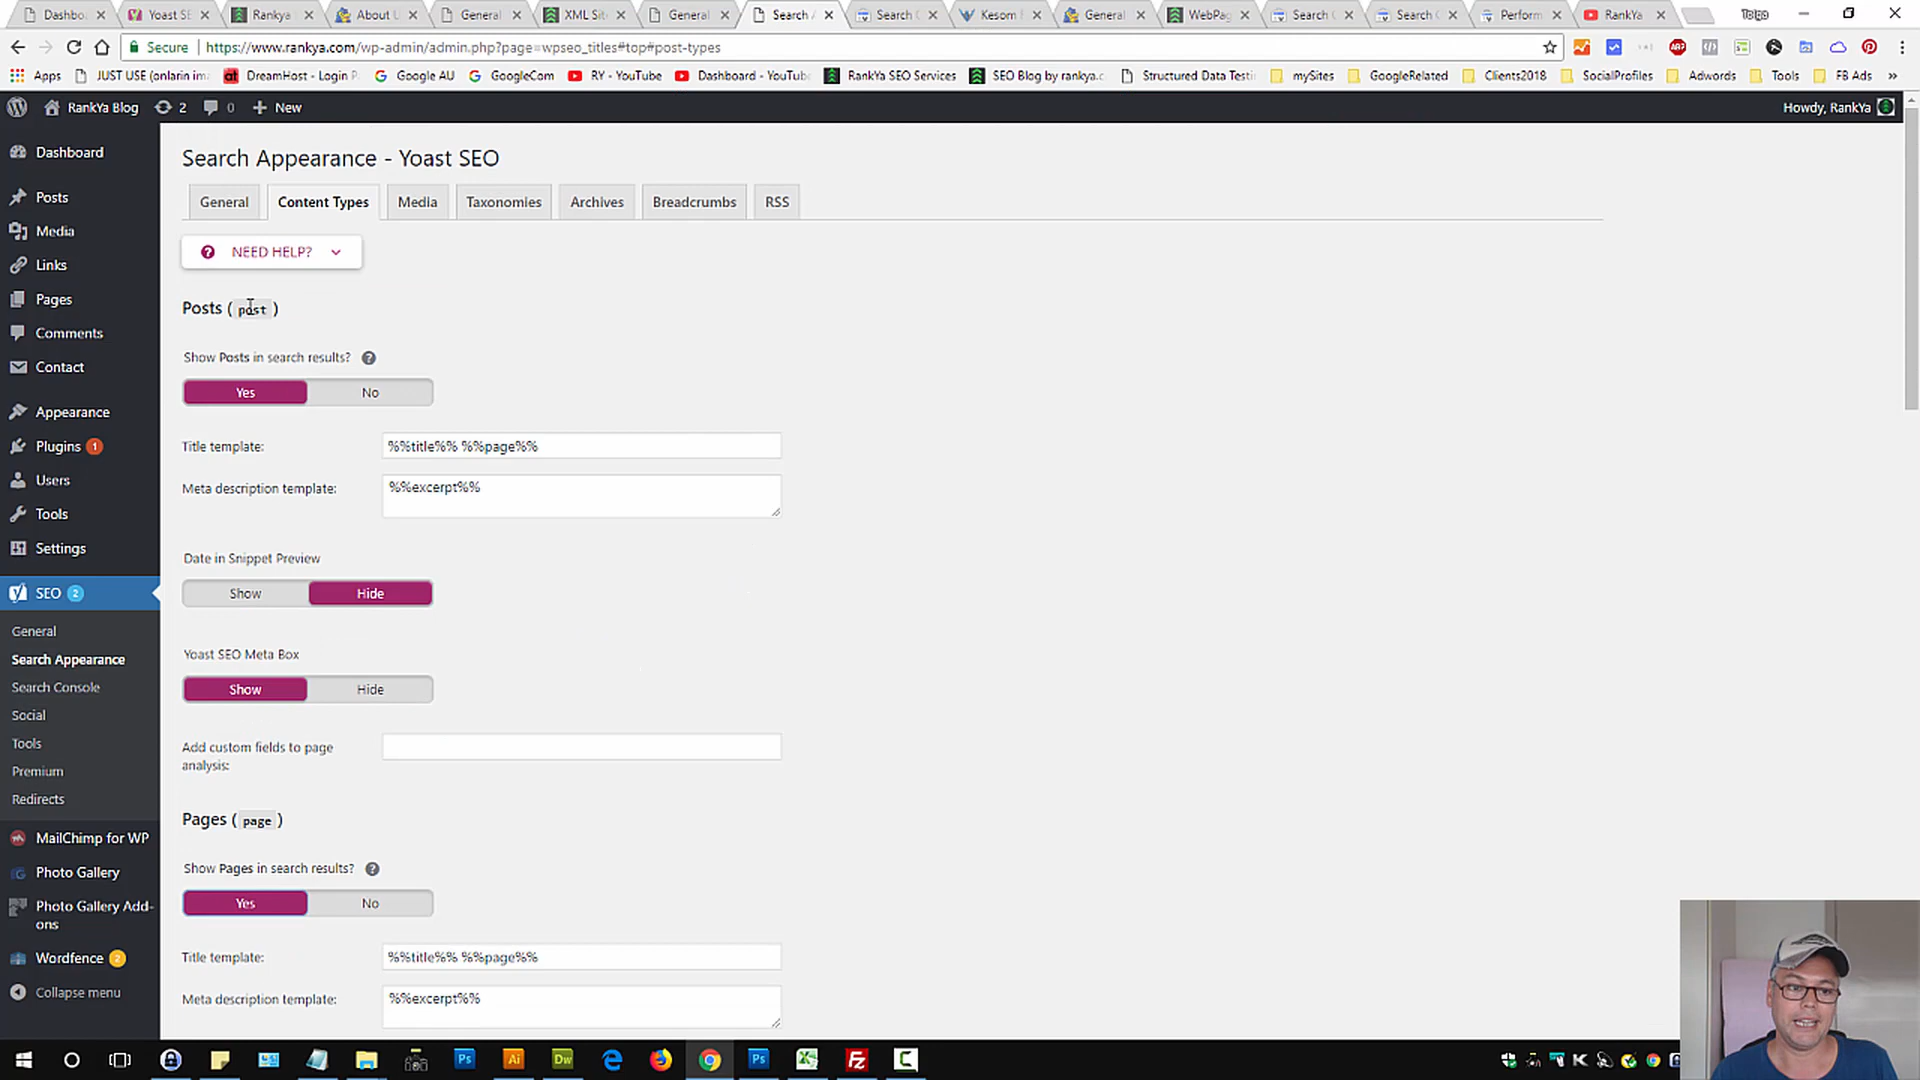 Dashbo
Yoast SE
Rankya
About U
General
XML Sit
General
Search A
Search C
Kesom
General
WebPag
Search C
Search C
Perform
RankYa
Tolga
Secure
https://www.rankya.com/wp-admin/admin.php?page=wpseo_titles#top#post-types
Apps
JUST USE (onlarin im
DreamHost - Login P
Google AU
GoogleCom
RY - YouTube
Dashboard - YouTub
RankYa SEO Services
SEO Blog by rankya.c
Structured Data Testi
mySites
GoogleRelated
Clients2018
SocialProfiles
Adwords
Tools
FB Ads
»
RankYa Blog
2
0
New
Howdy, RankYa
Dashboard
Posts
Media
Links
Pages
Comments
Contact
Appearance
Plugins 1
Users
Tools
Settings
SEO 2
General
Search Appearance
Search Console
Social
Tools
Premium
Redirects
MailChimp for WP
Photo Gallery
Photo Gallery Add-
ons
Wordfence 2
Collapse menu
Search Appearance - Yoast SEO
General
Content Types
Media
Taxonomies
Archives
Breadcrumbs
RSS
NEED HELP?
Posts ( post )
Show Posts in search results?
Yes No
Title template: %%title%% %%page%%
Meta description template: %%excerpt%%
Date in Snippet Preview
Show Hide
Yoast SEO Meta Box
Show Hide
Add custom fields to page
analysis:
Pages ( page )
Show Pages in search results?
Yes No
Title template: %%title%% %%page%%
Meta description template: %%excerpt%%